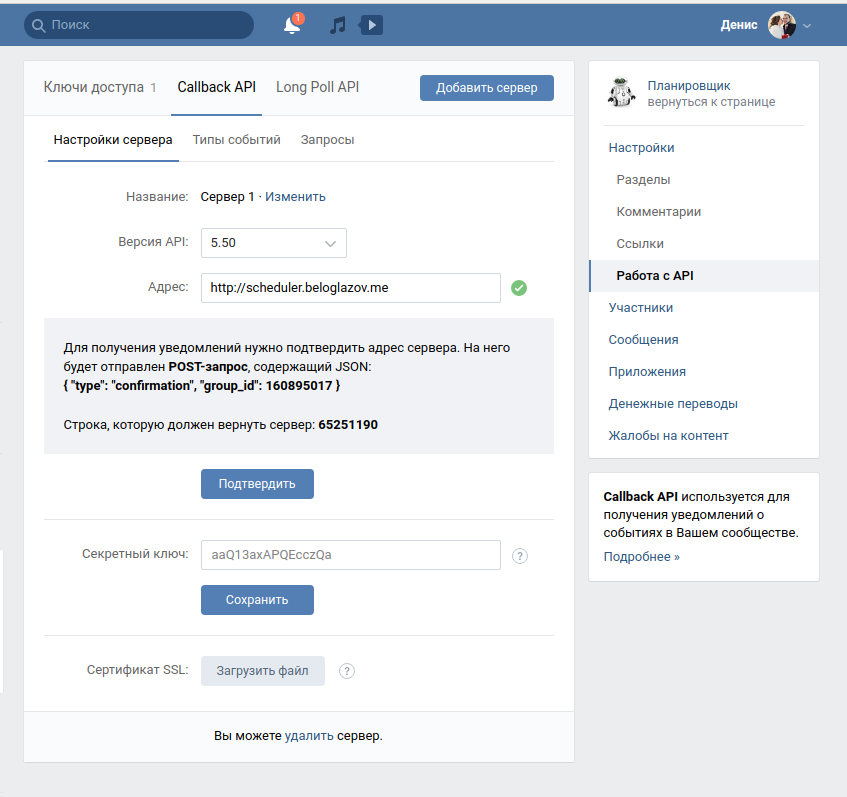 Поиск
1
Денис
Ключи доступа 1
Callback API
Long Poll API
Добавить сервер
Настройки сервера
Типы событий
Запросы
Название: Сервер 1 · Изменить
Версия API: 5.50
Адрес: http://scheduler.beloglazov.me
Для получения уведомлений нужно подтвердить адрес сервера. На него
будет отправлен POST-запрос, содержащий JSON:
{ "type": "confirmation", "group_id": 160895017 }
Строка, которую должен вернуть сервер: 65251190
Подтвердить
Секретный ключ: aaQ13axAPQEcczQa ?
Сохранить
Сертификат SSL: Загрузить файл ?
Вы можете удалить сервер.
Планировщик
вернуться к странице
Настройки
Разделы
Комментарии
Ссылки
Работа с API
Участники
Сообщения
Приложения
Денежные переводы
Жалобы на контент
Callback API используется для
получения уведомлений о
событиях в Вашем сообществе.
Подробнее »